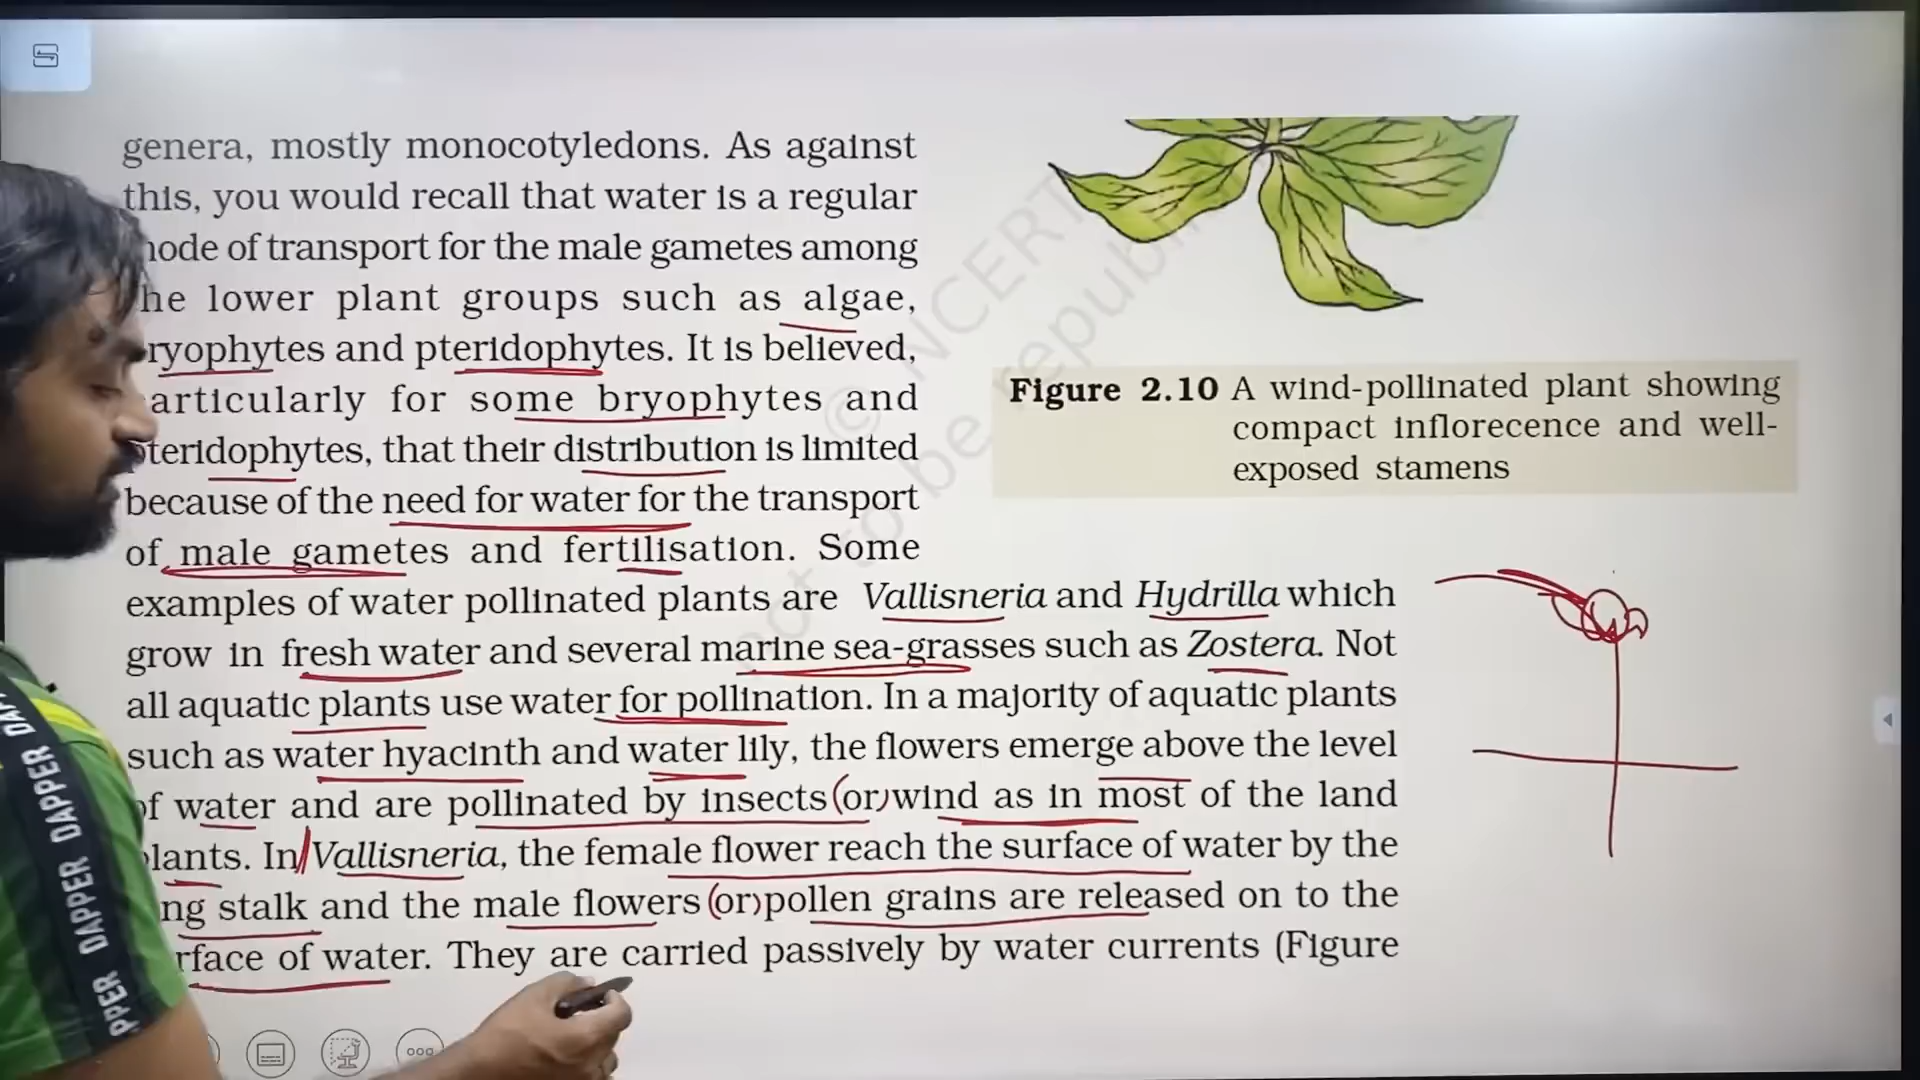 genera, mostly monocotyledons. As against
this, you would recall that water is a regular
node of transport for the male gametes among
he lower plant groups such as algae,
ryophytes and pteridophytes. It is believed,
articularly for some bryophytes and
pteridophytes, that their distribution is limited
because of the need for water for the transport
of male gametes and fertilisation. Some
examples of water pollinated plants are Vallisneria and Hydrilla which
grow in fresh water and several marine sea-grasses such as Zostera. Not
all aquatic plants use water for pollination. In a majority of aquatic plants
such as water hyacinth and water lily, the flowers emerge above the level
of water and are pollinated by insects (or) wind as in most of the land
plants. In Vallisneria, the female flower reach the surface of water by the
ng stalk and the male flowers (or) pollen grains are released on to the
rface of water. They are carried passively by water currents (Figure
Figure 2.10 A wind-pollinated plant showing
compact inflorecence and well-
exposed stamens
© NCERT
not to be republi
DAPPER DAPPER DAPPER